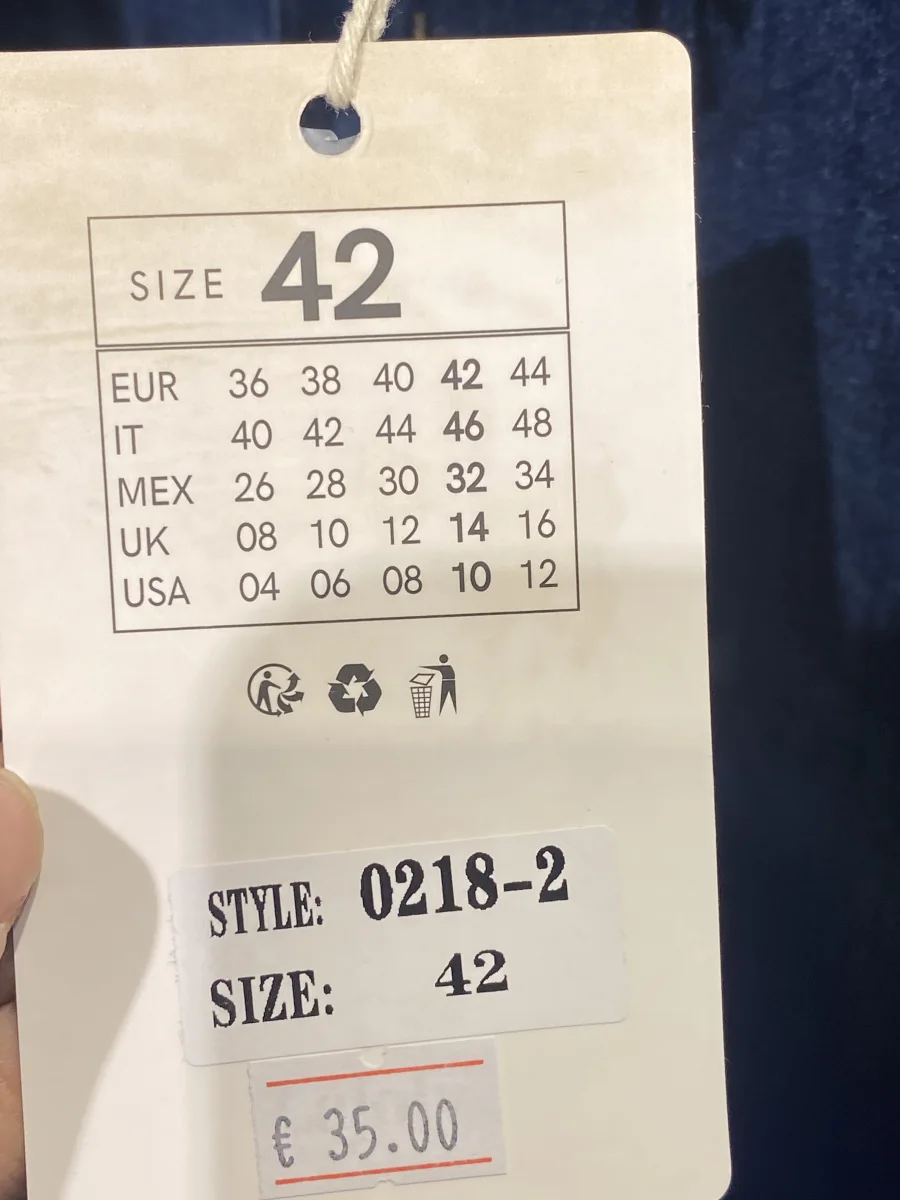 SIZE 42
EUR 36 38 40 42 44
IT 40 42 44 46 48
MEX 26 28 30 32 34
UK 08 10 12 14 16
USA 04 06 08 10 12
STYLE: 0218-2
SIZE: 42
€ 35.00